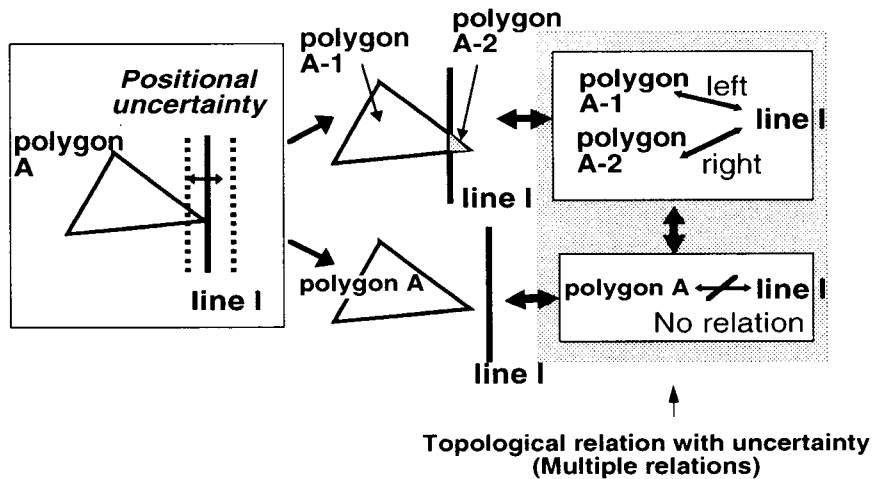 Positional
uncertainty
polygon
A
line l
polygon
A-1
polygon
A-2
line l
polygon A
line l
polygon
A-1
left
line l
polygon
A-2
right
polygon A
line l
No relation
Topological relation with uncertainty
(Multiple relations)